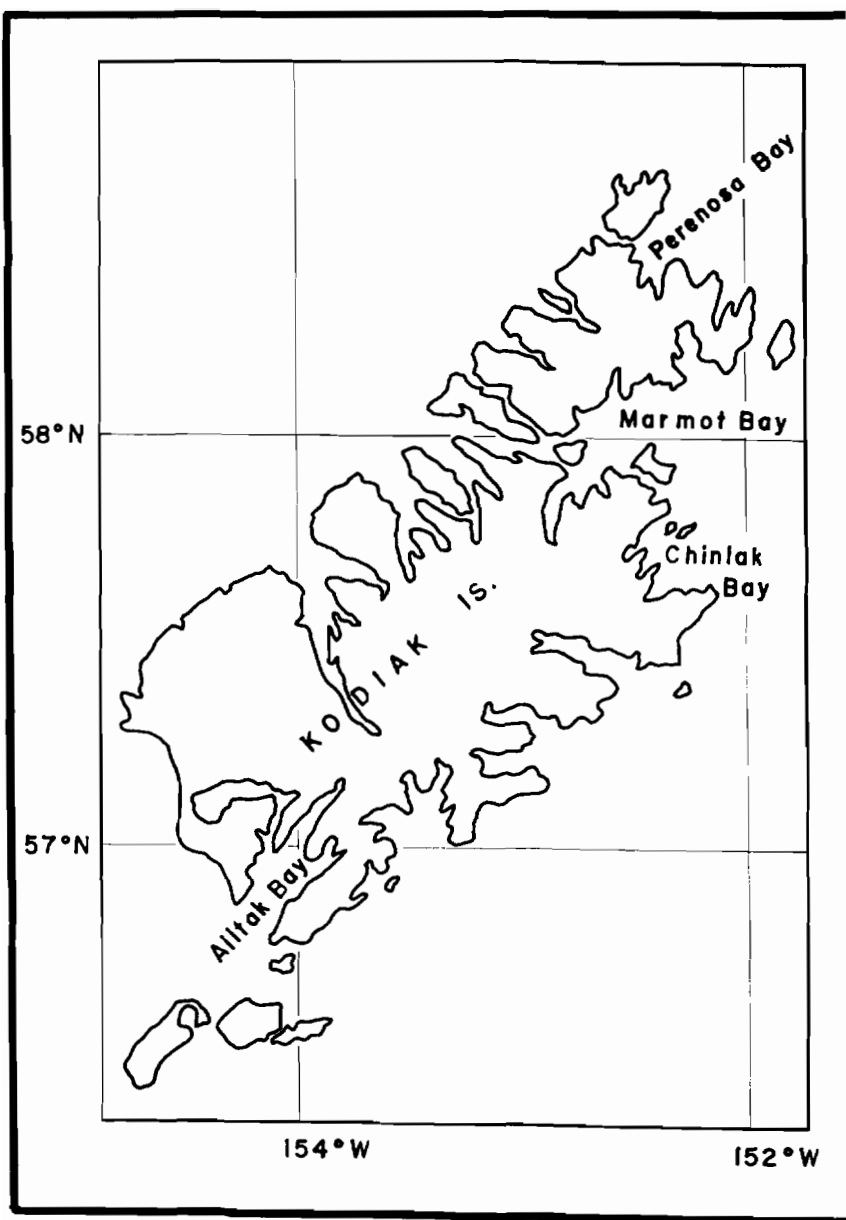 Perenosa Bay
58°N
Marmot Bay
Chiniak
Bay
KODIAK IS.
57°N
Alitak Bay
154°W
152°W